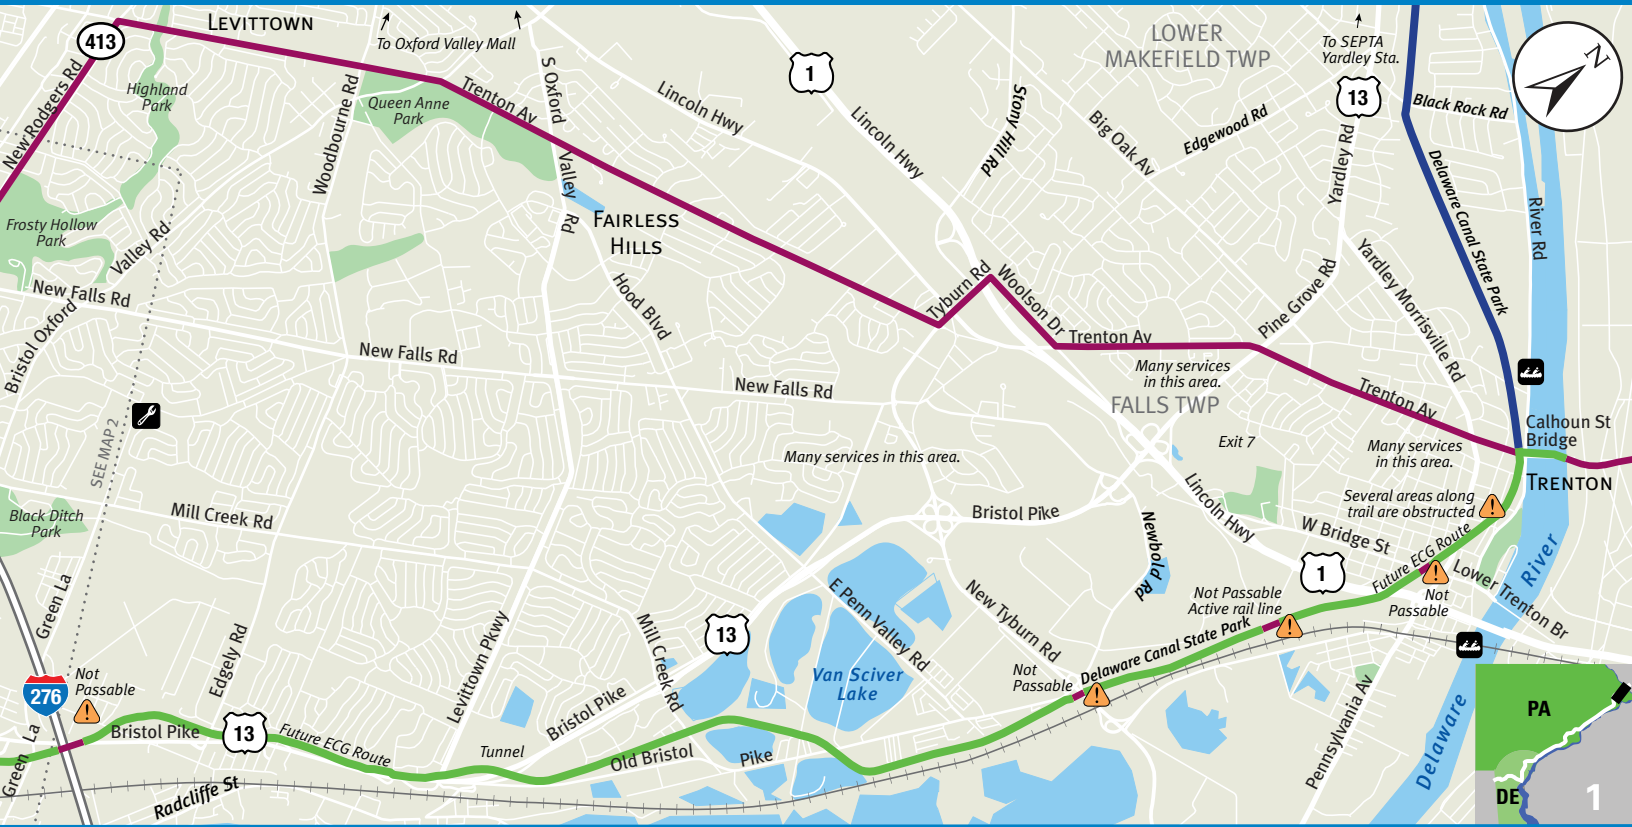 LEVITTOWN
413
To Oxford Valley Mall
New Rodgers Rd
Highland
Park
Woodbourne Rd
Queen Anne
Park
Trenton Av
S Oxford
Valley
Rd
Lincoln Hwy
1
Lincoln Hwy
Stony Hill Rd
LOWER
MAKEFIELD TWP
Big Oak Av
Edgewood Rd
To SEPTA
Yardley Sta.
13
Yardley Rd
Black Rock Rd
N
Delaware Canal State Park
River Rd
Frosty Hollow
Park
Valley Rd
FAIRLESS
HILLS
New Falls Rd
Bristol Oxford
Hood Blvd
New Falls Rd
New Falls Rd
Tyburn Rd
Woolson Dr
Trenton Av
Pine Grove Rd
Yardley Morrisville Rd
Many services
in this area.
FALLS TWP
Trenton Av
Calhoun St
Bridge
SEE MAP 2
Many services in this area.
Exit 7
Many services
in this area.
TRENTON
Black Ditch
Park
Mill Creek Rd
Bristol Pike
Newbold Rd
Lincoln Hwy
Several areas along
trail are obstructed
W Bridge St
Future ECG Route
1
River
Lower Trenton Br
Not
Passable
Green La
Edgely Rd
Levittown Pkwy
Mill Creek Rd
13
E Penn Valley Rd
New Tyburn Rd
Not Passable
Active rail line
Delaware Canal State Park
Not
Passable
Van Sciver
Lake
Not
Passable
276
Green La
Bristol Pike
13
Future ECG Route
Tunnel
Bristol Pike
Old Bristol
Pike
Radcliffe St
Pennsylvania Av
Delaware
PA
DE
1